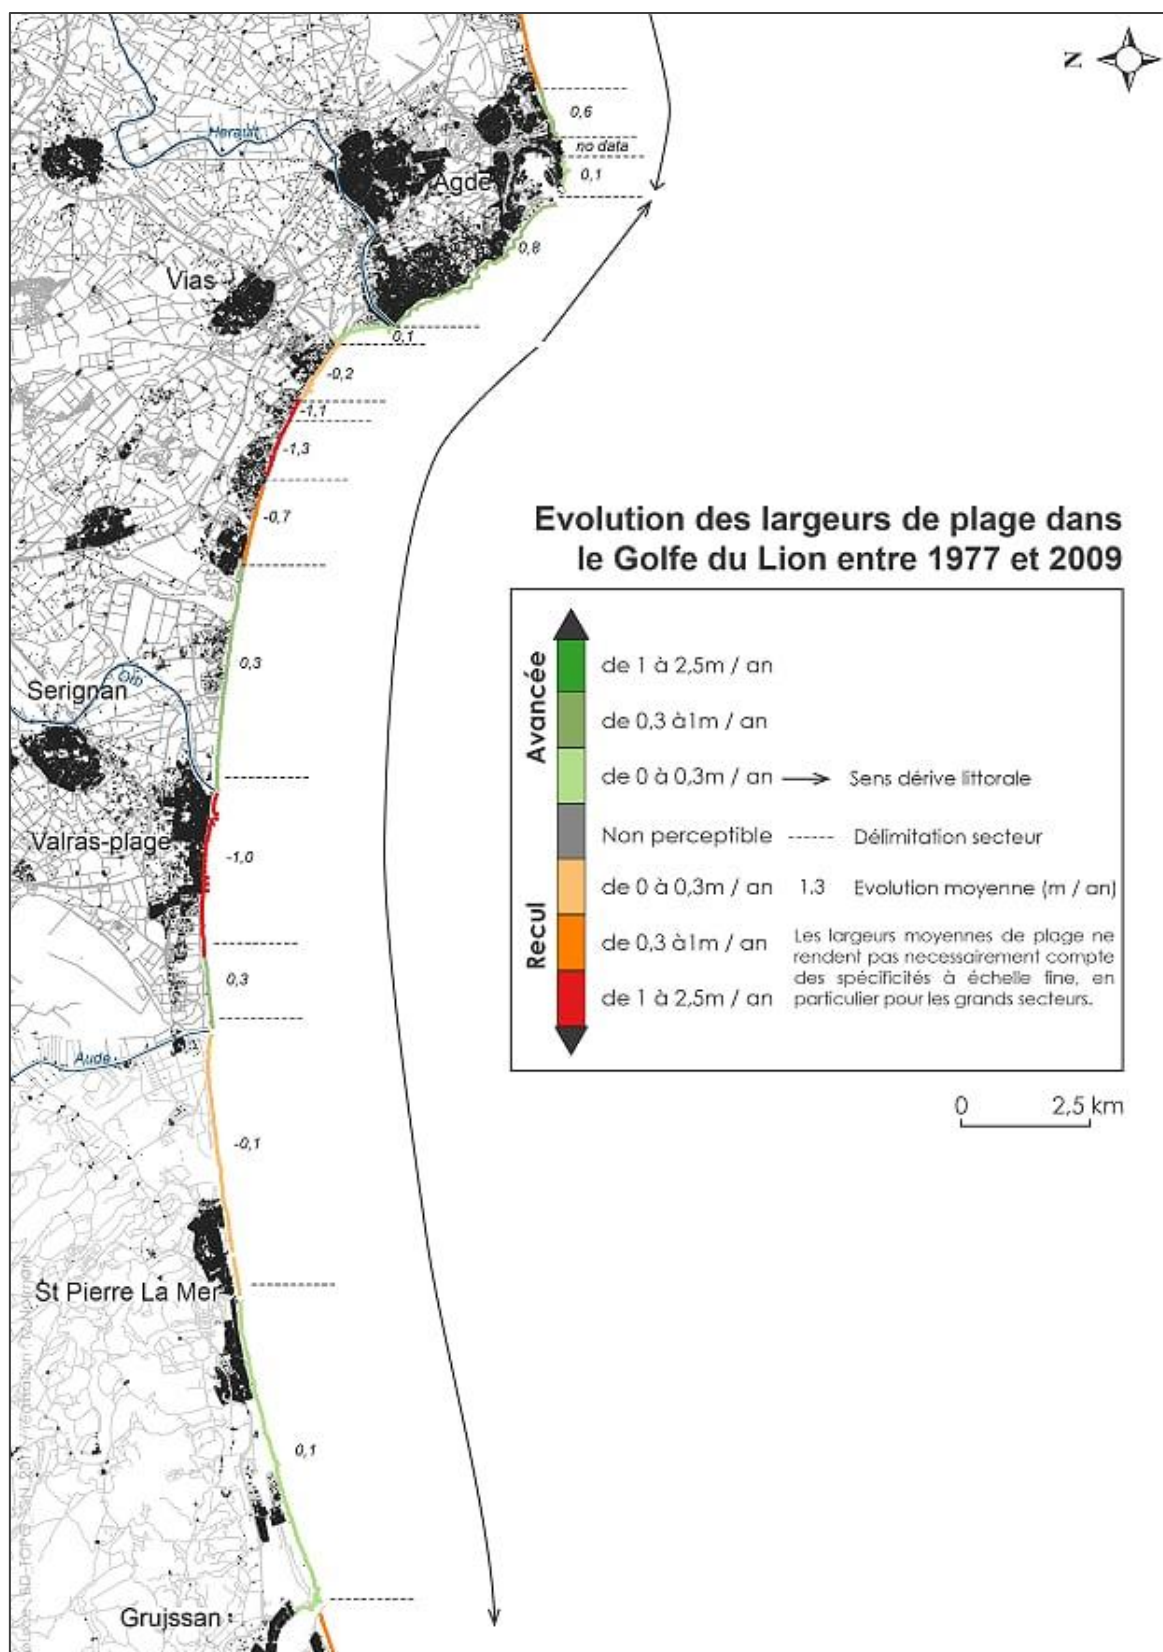 N
Herault
0,6
no data
0,1
Agde
0,8
Vias
0,1
-0,2
-1,1
-1,3
-0,7
Evolution des largeurs de plage dans
le Golfe du Lion entre 1977 et 2009
Avancée
de 1 à 2,5m / an
de 0,3 à1m / an
de 0 à 0,3m / an
Sens dérive littorale
Non perceptible
Délimitation secteur
Recul
de 0 à 0,3m / an
1.3 Evolution moyenne (m / an)
de 0,3 à1m / an
de 1 à 2,5m / an
Les largeurs moyennes de plage ne
rendent pas necessairement compte
des spécificités à échelle fine, en
particulier pour les grands secteurs.
0 2,5 km
0,3
Orb
Serignan
Valras-plage
-1,0
0,3
Aude
-0,1
St Pierre La Mer
0,1
Grujssan